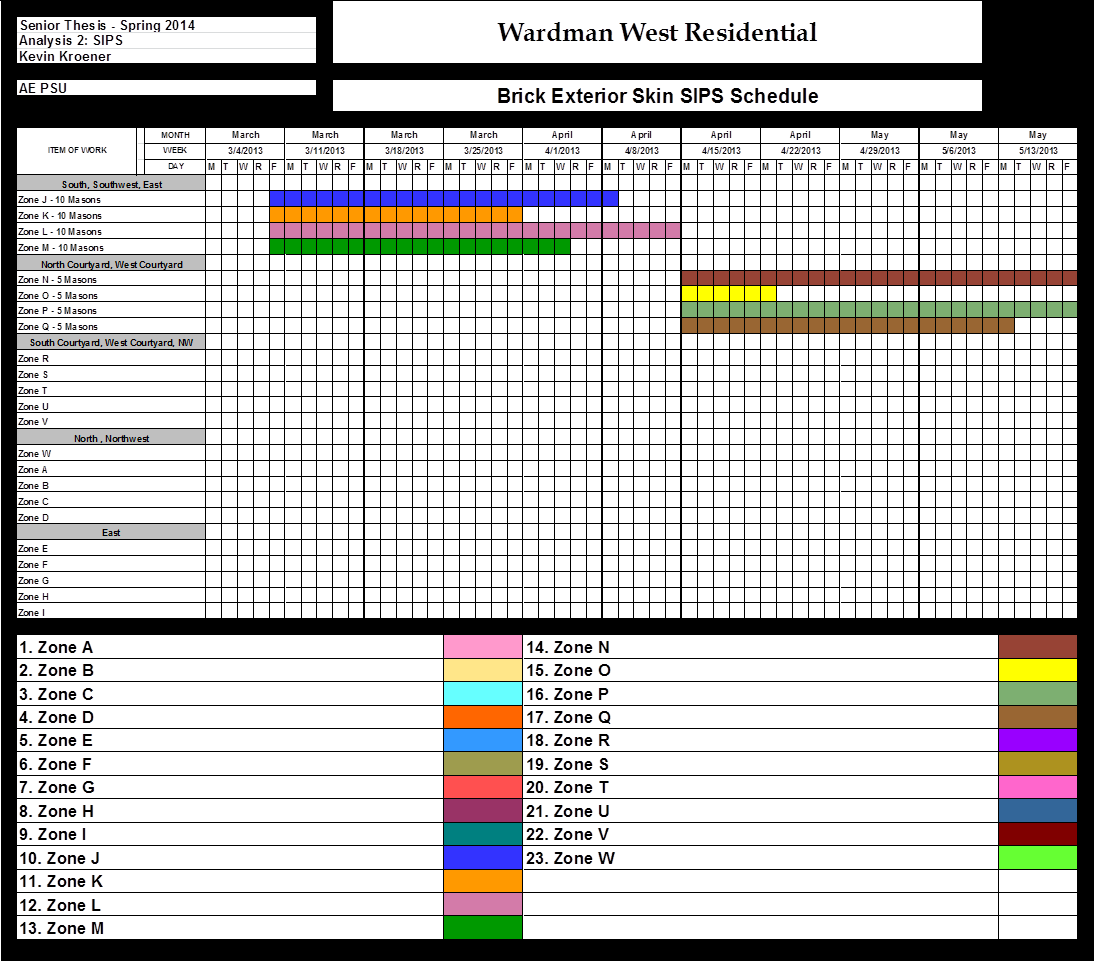 Senior Thesis - Spring 2014
Analysis 2: SIPS
Kevin Kroener
AE PSU
Wardman West Residential
Brick Exterior Skin SIPS Schedule
ITEM OF WORK
MONTH March March March March April April April April May May May
WEEK 3/4/2013 3/11/2013 3/18/2013 3/25/2013 4/1/2013 4/8/2013 4/15/2013 4/22/2013 4/29/2013 5/6/2013 5/13/2013
DAY M T W R F M T W R F M T W R F M T W R F M T W R F M T W R F M T W R F M T W R F M T W R F M T W R F M T W R F
South, Southwest, East
Zone J - 10 Masons
Zone K - 10 Masons
Zone L - 10 Masons
Zone M - 10 Masons
North Courtyard, West Courtyard
Zone N - 5 Masons
Zone O - 5 Masons
Zone P - 5 Masons
Zone Q - 5 Masons
South Courtyard, West Courtyard, NW
Zone R
Zone S
Zone T
Zone U
Zone V
North , Northwest
Zone W
Zone A
Zone B
Zone C
Zone D
East
Zone E
Zone F
Zone G
Zone H
Zone I
1. Zone A 14. Zone N
2. Zone B 15. Zone O
3. Zone C 16. Zone P
4. Zone D 17. Zone Q
5. Zone E 18. Zone R
6. Zone F 19. Zone S
7. Zone G 20. Zone T
8. Zone H 21. Zone U
9. Zone I 22. Zone V
10. Zone J 23. Zone W
11. Zone K
12. Zone L
13. Zone M